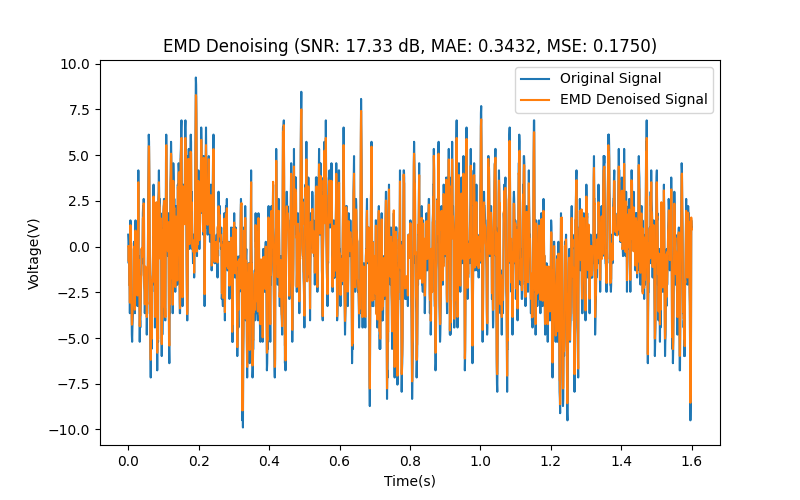 EMD Denoising (SNR: 17.33 dB, MAE: 0.3432, MSE: 0.1750)
Original Signal
EMD Denoised Signal
10.0
7.5
5.0
2.5
0.0
−2.5
−5.0
−7.5
−10.0
Voltage(V)
0.0 0.2 0.4 0.6 0.8 1.0 1.2 1.4 1.6
Time(s)